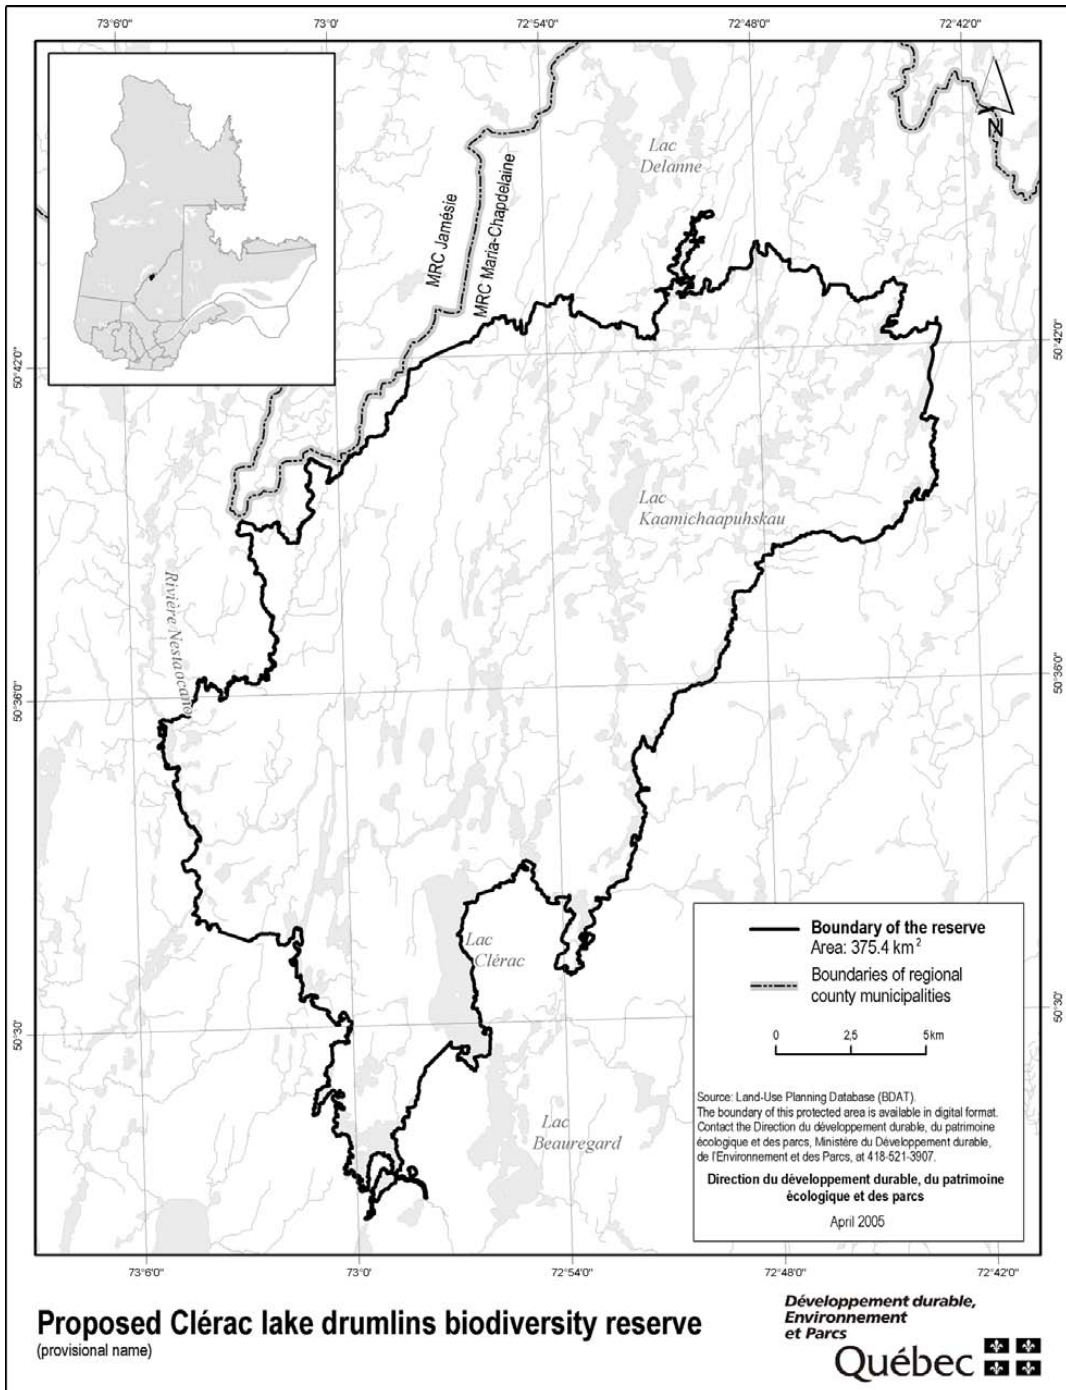 73°6'0"
73°0'
72°54'0"
72°48'0"
72°42'0"
N
Lac
Delanne
MRC Jamésie
MRC Maria-Chapdelaine
50°42'0"
50°42'0"
Lac
Kaamichaapuhskau
Rivière Nestaocano
50°36'0"
50°36'0"
Lac
Clérac
Boundary of the reserve
Area: 375.4 km²
Boundaries of regional
county municipalities
0 2,5 5 km
50°30'
50°30'
Lac
Beauregard
Source: Land-Use Planning Database (BDAT).
The boundary of this protected area is available in digital format.
Contact the Direction du développement durable, du patrimoine
écologique et des parcs, Ministère du Développement durable,
de l'Environnement et des Parcs, at 418-521-3907.
Direction du développement durable, du patrimoine
écologique et des parcs
April 2005
73°6'0"
73°0'
72°54'0"
72°48'0"
72°42'0"
Proposed Clérac lake drumlins biodiversity reserve
(provisional name)
Développement durable,
Environnement
et Parcs
Québec